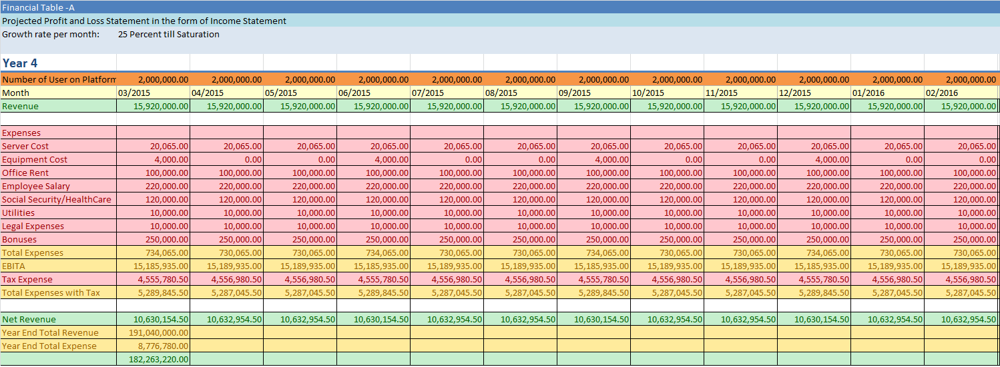 Financial Table -A
Projected Profit and Loss Statement in the form of Income Statement
Growth rate per month: 25 Percent till Saturation
Year 4
Number of User on Platform 2,000,000.00 2,000,000.00 2,000,000.00 2,000,000.00 2,000,000.00 2,000,000.00 2,000,000.00 2,000,000.00 2,000,000.00 2,000,000.00 2,000,000.00 2,000,000.00
Month 03/2015 04/2015 05/2015 06/2015 07/2015 08/2015 09/2015 10/2015 11/2015 12/2015 01/2016 02/2016
Revenue 15,920,000.00 15,920,000.00 15,920,000.00 15,920,000.00 15,920,000.00 15,920,000.00 15,920,000.00 15,920,000.00 15,920,000.00 15,920,000.00 15,920,000.00 15,920,000.00
Expenses
Server Cost 20,065.00 20,065.00 20,065.00 20,065.00 20,065.00 20,065.00 20,065.00 20,065.00 20,065.00 20,065.00 20,065.00 20,065.00
Equipment Cost 4,000.00 0.00 0.00 4,000.00 0.00 0.00 4,000.00 0.00 0.00 4,000.00 0.00 0.00
Office Rent 100,000.00 100,000.00 100,000.00 100,000.00 100,000.00 100,000.00 100,000.00 100,000.00 100,000.00 100,000.00 100,000.00 100,000.00
Employee Salary 220,000.00 220,000.00 220,000.00 220,000.00 220,000.00 220,000.00 220,000.00 220,000.00 220,000.00 220,000.00 220,000.00 220,000.00
Social Security/HealthCare 120,000.00 120,000.00 120,000.00 120,000.00 120,000.00 120,000.00 120,000.00 120,000.00 120,000.00 120,000.00 120,000.00 120,000.00
Utilities 10,000.00 10,000.00 10,000.00 10,000.00 10,000.00 10,000.00 10,000.00 10,000.00 10,000.00 10,000.00 10,000.00 10,000.00
Legal Expenses 10,000.00 10,000.00 10,000.00 10,000.00 10,000.00 10,000.00 10,000.00 10,000.00 10,000.00 10,000.00 10,000.00 10,000.00
Bonuses 250,000.00 250,000.00 250,000.00 250,000.00 250,000.00 250,000.00 250,000.00 250,000.00 250,000.00 250,000.00 250,000.00 250,000.00
Total Expenses 734,065.00 730,065.00 730,065.00 734,065.00 730,065.00 730,065.00 734,065.00 730,065.00 730,065.00 734,065.00 730,065.00 730,065.00
EBITA 15,185,935.00 15,189,935.00 15,189,935.00 15,185,935.00 15,189,935.00 15,189,935.00 15,185,935.00 15,189,935.00 15,189,935.00 15,185,935.00 15,189,935.00 15,189,935.00
Tax Expense 4,555,780.50 4,556,980.50 4,556,980.50 4,555,780.50 4,556,980.50 4,556,980.50 4,555,780.50 4,556,980.50 4,556,980.50 4,555,780.50 4,556,980.50 4,556,980.50
Total Expenses with Tax 5,289,845.50 5,287,045.50 5,287,045.50 5,289,845.50 5,287,045.50 5,287,045.50 5,289,845.50 5,287,045.50 5,287,045.50 5,289,845.50 5,287,045.50 5,287,045.50
Net Revenue 10,630,154.50 10,632,954.50 10,632,954.50 10,630,154.50 10,632,954.50 10,632,954.50 10,630,154.50 10,632,954.50 10,632,954.50 10,630,154.50 10,632,954.50 10,632,954.50
Year End Total Revenue 191,040,000.00
Year End Total Expense 8,776,780.00
182,263,220.00